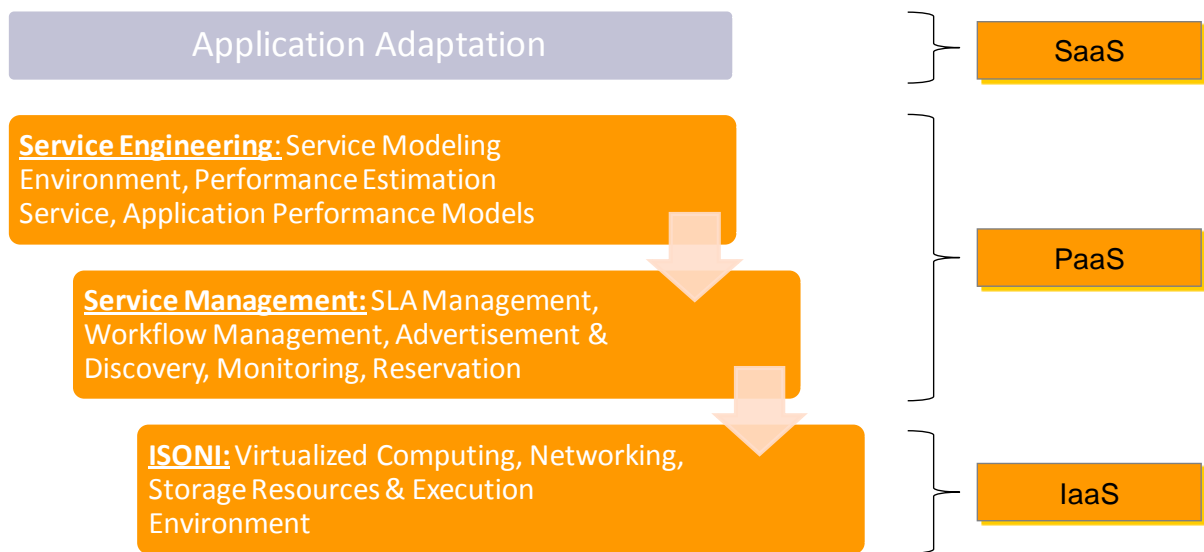 Application Adaptation
SaaS
Service Engineering: Service Modeling
Environment, Performance Estimation
Service, Application Performance Models
PaaS
Service Management: SLA Management,
Workflow Management, Advertisement &
Discovery, Monitoring, Reservation
ISONI: Virtualized Computing, Networking,
Storage Resources & Execution
Environment
IaaS